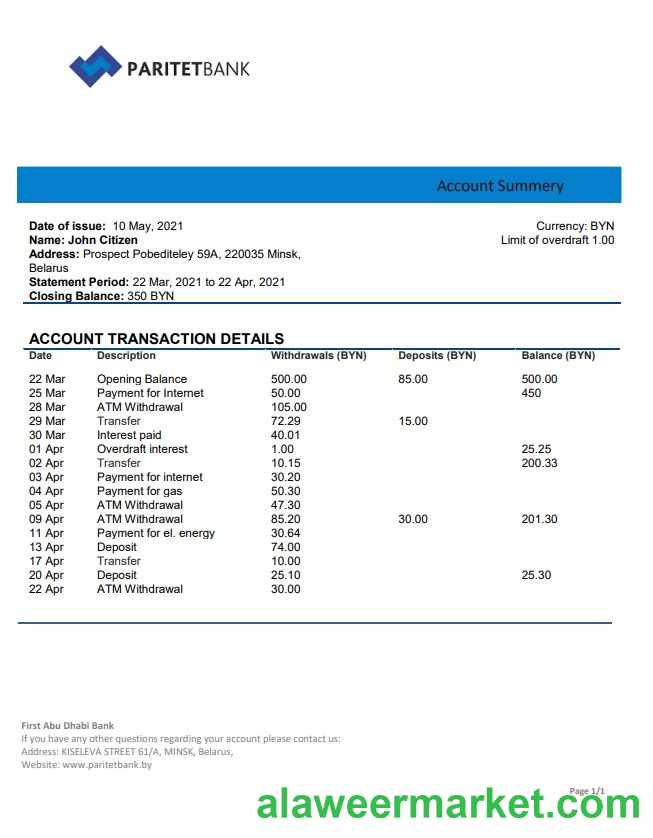 PARITETBANK
Account Summery
Date of issue: 10 May, 2021
Currency: BYN
Name: John Citizen
Limit of overdraft 1.00
Address: Prospect Pobediteley 59A, 220035 Minsk,
Belarus
Statement Period: 22 Mar, 2021 to 22 Apr, 2021
Closing Balance: 350 BYN
ACCOUNT TRANSACTION DETAILS
Date Description Withdrawals (BYN) Deposits (BYN) Balance (BYN)
22 Mar Opening Balance 500.00 85.00 500.00
25 Mar Payment for Internet 50.00 450
28 Mar ATM Withdrawal 105.00
29 Mar Transfer 72.29 15.00
30 Mar Interest paid 40.01
01 Apr Overdraft interest 1.00 25.25
02 Apr Transfer 10.15 200.33
03 Apr Payment for internet 30.20
04 Apr Payment for gas 50.30
05 Apr ATM Withdrawal 47.30
09 Apr ATM Withdrawal 85.20 30.00 201.30
11 Apr Payment for el. energy 30.64
13 Apr Deposit 74.00
17 Apr Transfer 10.00
20 Apr Deposit 25.10 25.30
22 Apr ATM Withdrawal 30.00
First Abu Dhabi Bank
If you have any other questions regarding your account please contact us:
Address: KISELEVA STREET 61/A, MINSK, Belarus,
Website: www.paritetbank.by
Page 1/1
alaweermarket.com